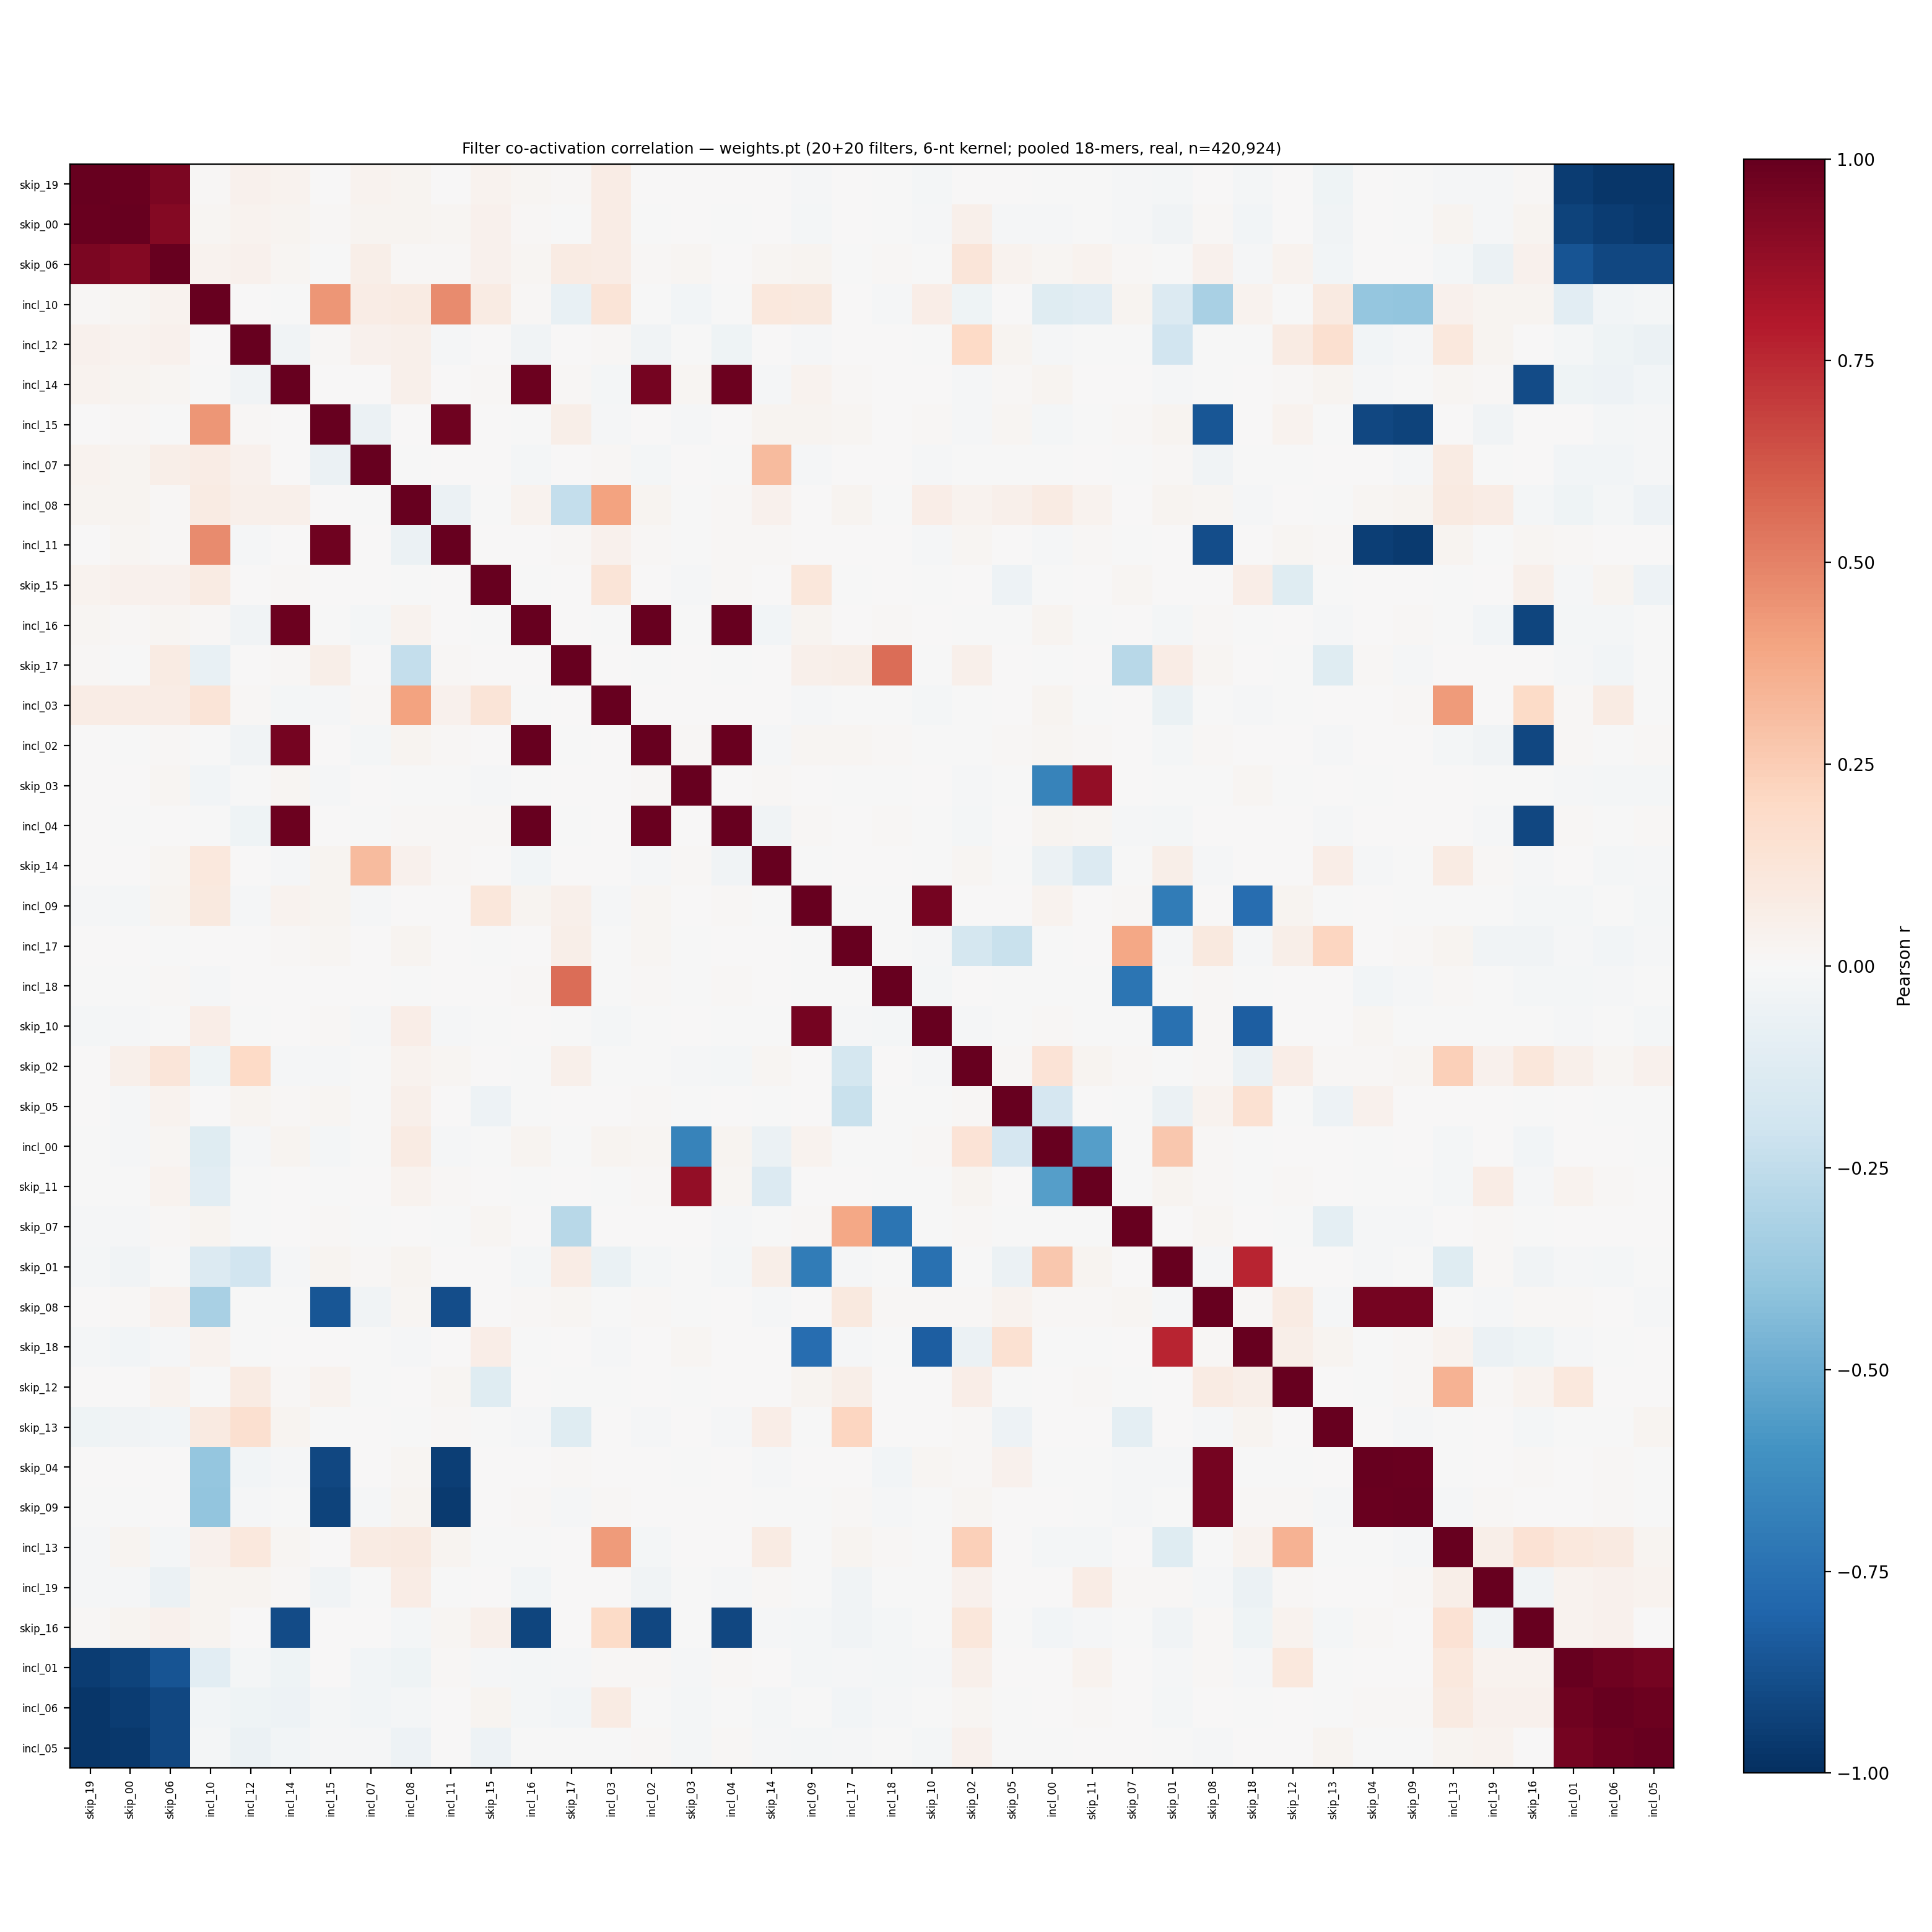 Filter co-activation correlation — weights.pt (20+20 filters, 6-nt kernel; pooled 18-mers, real, n=420,924)
skip_19
skip_00
skip_06
incl_10
incl_12
incl_14
incl_15
incl_07
incl_08
incl_11
skip_15
incl_16
skip_17
incl_03
incl_02
skip_03
incl_04
skip_14
incl_09
incl_17
incl_18
skip_10
skip_02
skip_05
incl_00
skip_11
skip_07
skip_01
skip_08
skip_18
skip_12
skip_13
skip_04
skip_09
incl_13
incl_19
skip_16
incl_01
incl_06
incl_05
skip_19
skip_00
skip_06
incl_10
incl_12
incl_14
incl_15
incl_07
incl_08
incl_11
skip_15
incl_16
skip_17
incl_03
incl_02
skip_03
incl_04
skip_14
incl_09
incl_17
incl_18
skip_10
skip_02
skip_05
incl_00
skip_11
skip_07
skip_01
skip_08
skip_18
skip_12
skip_13
skip_04
skip_09
incl_13
incl_19
skip_16
incl_01
incl_06
incl_05
1.00
0.75
0.50
0.25
0.00
−0.25
−0.50
−0.75
−1.00
Pearson r